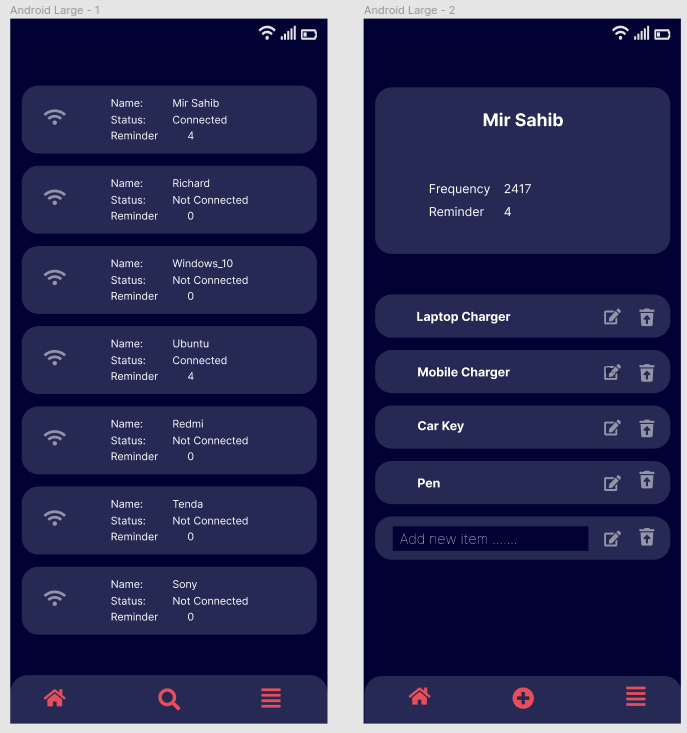 Android Large - 1
Name: Mir Sahib
Status: Connected
Reminder 4
Name: Richard
Status: Not Connected
Reminder 0
Name: Windows_10
Status: Not Connected
Reminder 0
Name: Ubuntu
Status: Connected
Reminder 4
Name: Redmi
Status: Not Connected
Reminder 0
Name: Tenda
Status: Not Connected
Reminder 0
Name: Sony
Status: Not Connected
Reminder 0
Android Large - 2
Mir Sahib
Frequency 2417
Reminder 4
Laptop Charger
Mobile Charger
Car Key
Pen
Add new item .......